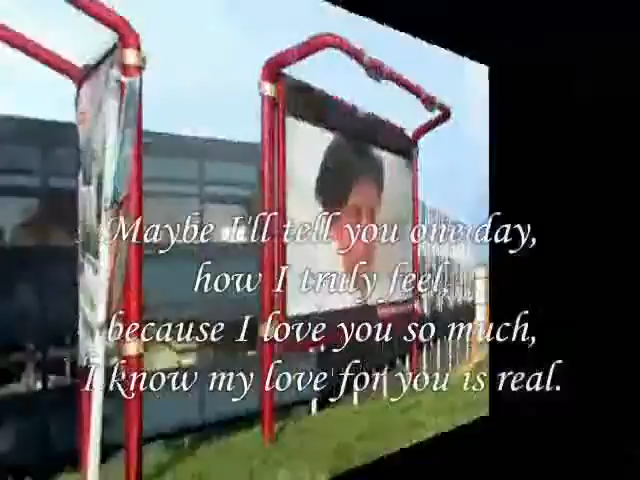 Maybe I'll tell you one day,
how I truly feel,
because I love you so much,
I know my love for you is real.